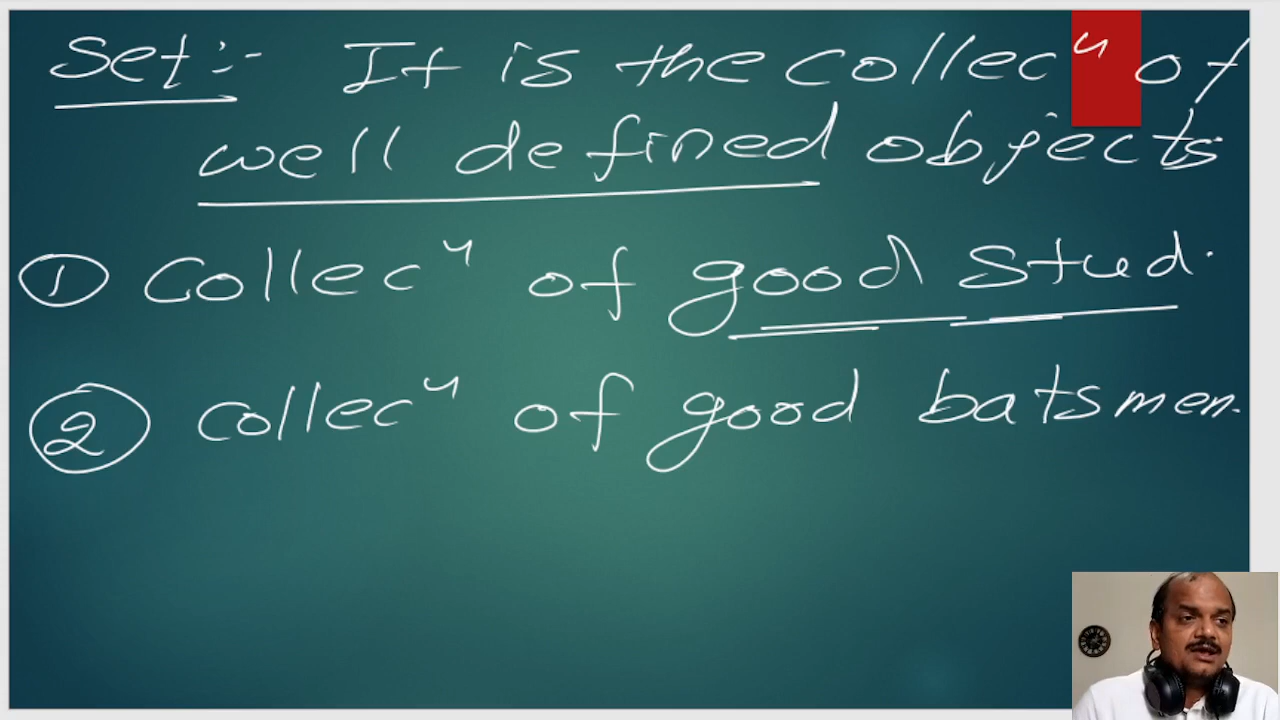 Set:- It is the collecⁿ of
well defined objects
① Collecⁿ of good Stud.
② Collecⁿ of good batsmen.